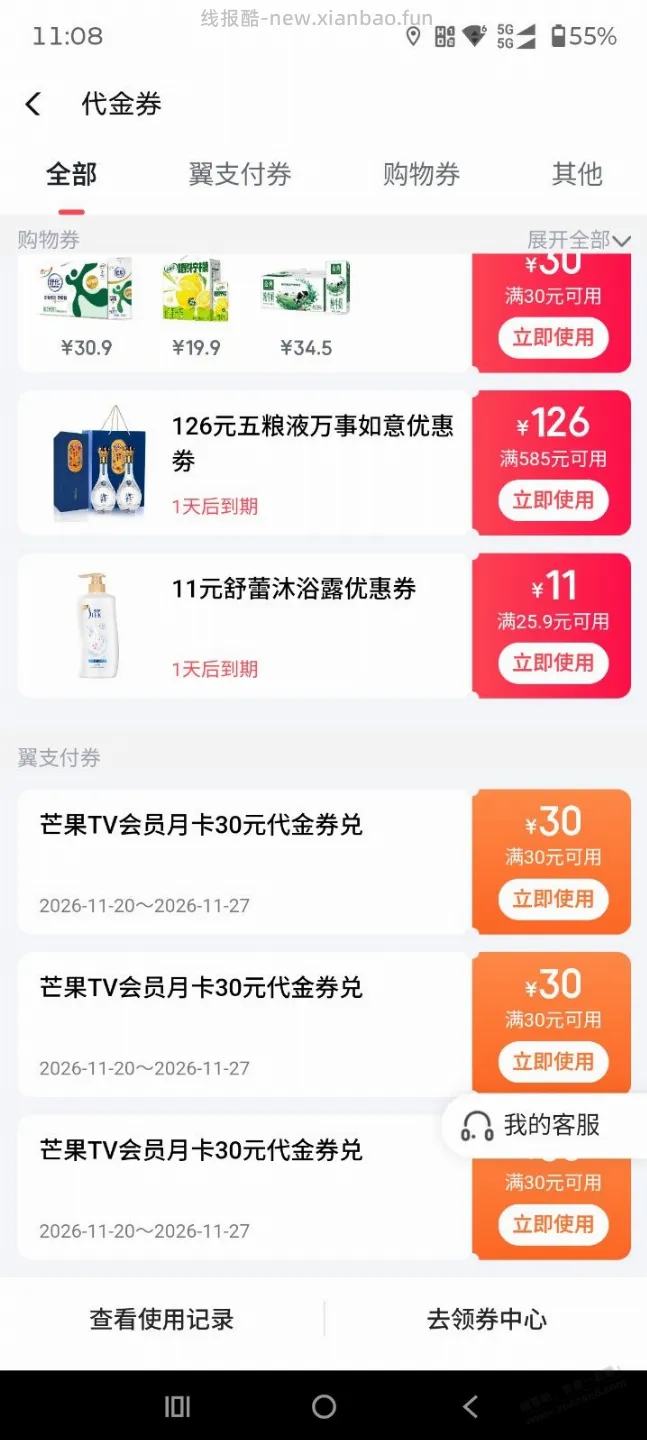 线报酷-new.xianbao.fun
11:08
5G
5G
55%
代金券
全部
翼支付券
购物券
其他
购物券
展开全部
¥30.9
¥19.9
¥34.5
¥30
满30元可用
立即使用
126元五粮液万事如意优惠
券
1天后到期
¥126
满585元可用
立即使用
11元舒蕾沐浴露优惠券
1天后到期
¥11
满25.9元可用
立即使用
翼支付券
芒果TV会员月卡30元代金券兑
2026-11-20～2026-11-27
¥30
满30元可用
立即使用
芒果TV会员月卡30元代金券兑
2026-11-20～2026-11-27
¥30
满30元可用
立即使用
我的客服
芒果TV会员月卡30元代金券兑
2026-11-20～2026-11-27
满30元可用
立即使用
查看使用记录
去领券中心